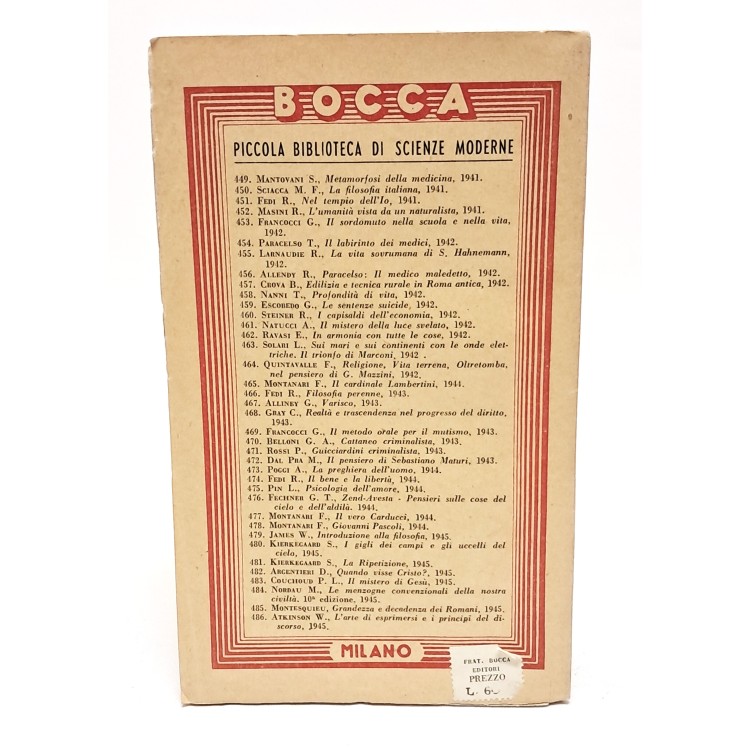 BOCCA
PICCOLA BIBLIOTECA DI SCIENZE MODERNE
449. MANTOVANI S., Metamorfosi della medicina, 1941.
450. SCIACCA M. F., La filosofia italiana, 1941.
451. FEDI R., Nel tempio dell'Io, 1941.
452. MASINI R., L'umanità vista da un naturalista, 1941.
453. FRANCOCCI G., Il sordomuto nella scuola e nella vita,
1942.
454. PARACELSO T., Il labirinto dei medici, 1942.
455. LARNAUDIE R., La vita sovrumana di S. Hahnemann,
1942.
456. ALLENDY R., Paracelso: Il medico maledetto, 1942.
457. CROVA B., Edilizia e tecnica rurale in Roma antica, 1942.
458. NANNI T., Profondità di vita, 1942.
459. ESCOBEDO G., Le sentenze suicide, 1942.
460. STEINER R., I capisaldi dell'economia, 1942.
461. NATUCCI A., Il mistero della luce svelato, 1942.
462. RAVASI E., In armonia con tutte le cose, 1942.
463. SOLARI L., Sui mari e sui continenti con le onde elet-
triche. Il trionfo di Marconi, 1942 .
464. QUINTAVALLE F., Religione, Vita terrena, Oltretomba,
nel pensiero di G. Mazzini, 1942.
465. MONTANARI F., Il cardinale Lambertini, 1944.
466. FEDI R., Filosofia perenne, 1943.
467. ALLINEY G., Varisco, 1943.
468. GRAY C., Realtà e trascendenza nel progresso del diritto,
1943.
469. FRANCOCCI G., Il metodo orale per il mutismo, 1943.
470. BELLONI G. A., Cattaneo criminalista, 1943.
471. ROSSI P., Guicciardini criminalista, 1943.
472. DAL PRA M., Il pensiero di Sebastiano Maturi, 1943.
473. POGGI A., La preghiera dell'uomo, 1944.
474. FEDI R., Il bene e la libertà, 1944.
475. PIN L., Psicologia dell'amore, 1944.
476. FECHNER G. T., Zend-Avesta - Pensieri sulle cose del
cielo e dell'aldilà. 1944.
477. MONTANARI F., Il vero Carducci, 1944.
478. MONTANARI F., Giovanni Pascoli, 1944.
479. JAMES W., Introduzione alla filosofia, 1945.
480. KIERKEGAARD S., I gigli dei campi e gli uccelli del
cielo, 1945.
481. KIERKEGAARD S., La Ripetizione, 1945.
482. ARGENTIERI D., Quando visse Cristo?, 1945.
483. COUCHOUD P. L., Il mistero di Gesù, 1945.
484. NORDAU M., Le menzogne convenzionali della nostra
civiltà. 10ª edizione, 1945.
485. MONTESQUIEU, Grandezza e decadenza dei Romani, 1945.
486. ATKINSON W., L'arte di esprimersi e i principî del di-
scorso, 1945.
MILANO
FRAT. BOCCA
EDITORI
PREZZO
L.